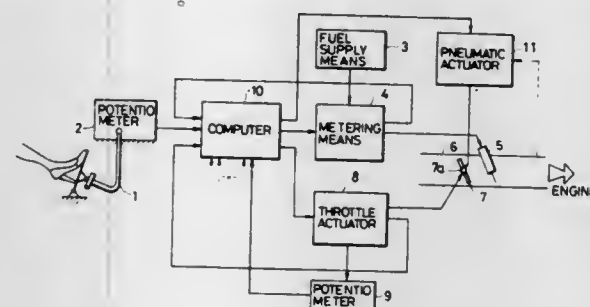 FUEL
SUPPLY
MEANS
3
PNEUMATIC
ACTUATOR
11
10
4
POTENTIO
METER
2
COMPUTER
METERING
MEANS
6
5
7a
7
ENGINE
1
8
THROTTLE
ACTUATOR
POTENTIO
METER
9